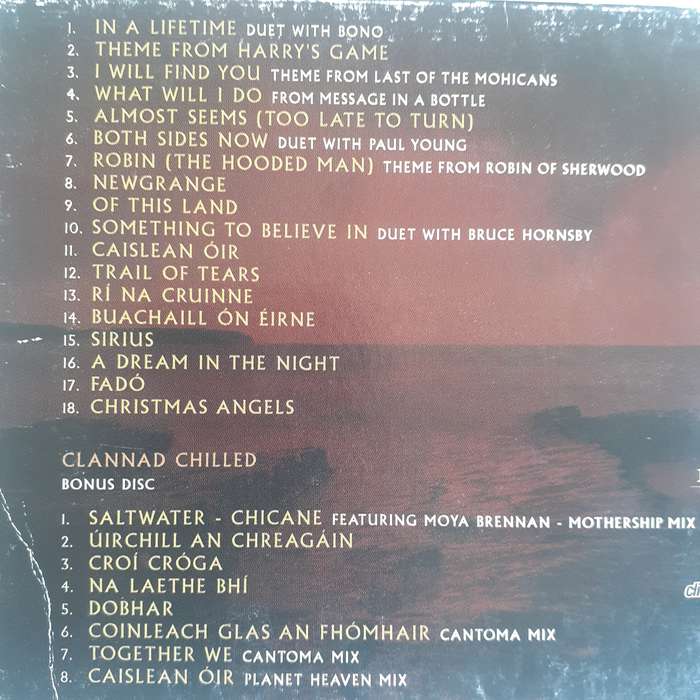 1. IN A LIFETIME DUET WITH BONO
2. THEME FROM HARRY'S GAME
3. I WILL FIND YOU THEME FROM LAST OF THE MOHICANS
4. WHAT WILL I DO FROM MESSAGE IN A BOTTLE
5. ALMOST SEEMS (TOO LATE TO TURN)
6. BOTH SIDES NOW DUET WITH PAUL YOUNG
7. ROBIN (THE HOODED MAN) THEME FROM ROBIN OF SHERWOOD
8. NEWGRANGE
9. OF THIS LAND
10. SOMETHING TO BELIEVE IN DUET WITH BRUCE HORNSBY
11. CAISLEAN ÓIR
12. TRAIL OF TEARS
13. RÍ NA CRUINNE
14. BUACHAILL ÓN ÉIRNE
15. SIRIUS
16. A DREAM IN THE NIGHT
17. FADÓ
18. CHRISTMAS ANGELS
CLANNAD CHILLED
BONUS DISC
1. SALTWATER - CHICANE FEATURING MOYA BRENNAN - MOTHERSHIP MIX
2. ÚIRCHILL AN CHREAGÁIN
3. CROÍ CRÓGA
4. NA LAETHE BHÍ
5. DOBHAR
6. COINLEACH GLAS AN FHÓMHAIR CANTOMA MIX
7. TOGETHER WE CANTOMA MIX
8. CAISLEAN ÓIR PLANET HEAVEN MIX